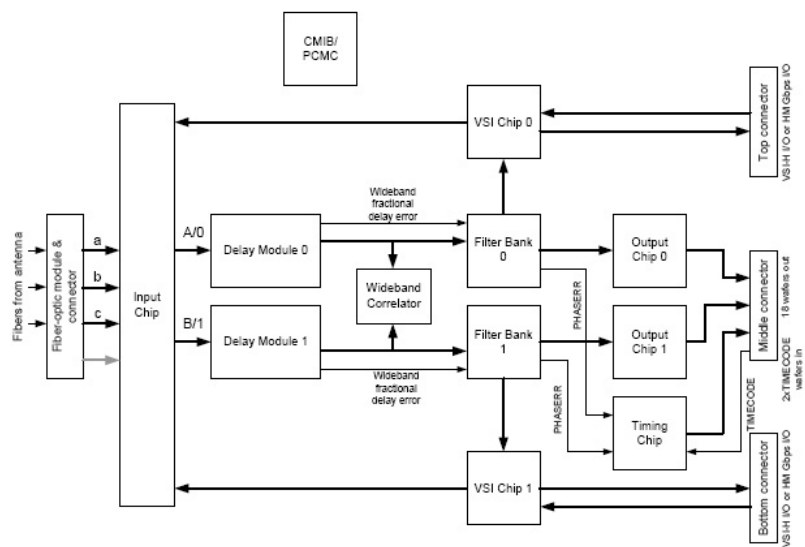 CMIB/
PCMC
VSI Chip 0
Top connector
VSI-H I/O or HM Gbps I/O
Fibers from antenna
Fiber-optic module &
connector
a
b
c
Input
Chip
A/0
B/1
Delay Module 0
Delay Module 1
Wideband
fractional
delay error
Wideband
Correlator
Wideband
fractional
delay error
Filter Bank
0
Filter Bank
1
PHASERR
PHASERR
Output
Chip 0
Output
Chip 1
Timing
Chip
TIMECODE
Middle connector
18 wafers out
2xTIMECODE
wafers in
VSI Chip 1
Bottom connector
VSI-H I/O or HM Gbps I/O